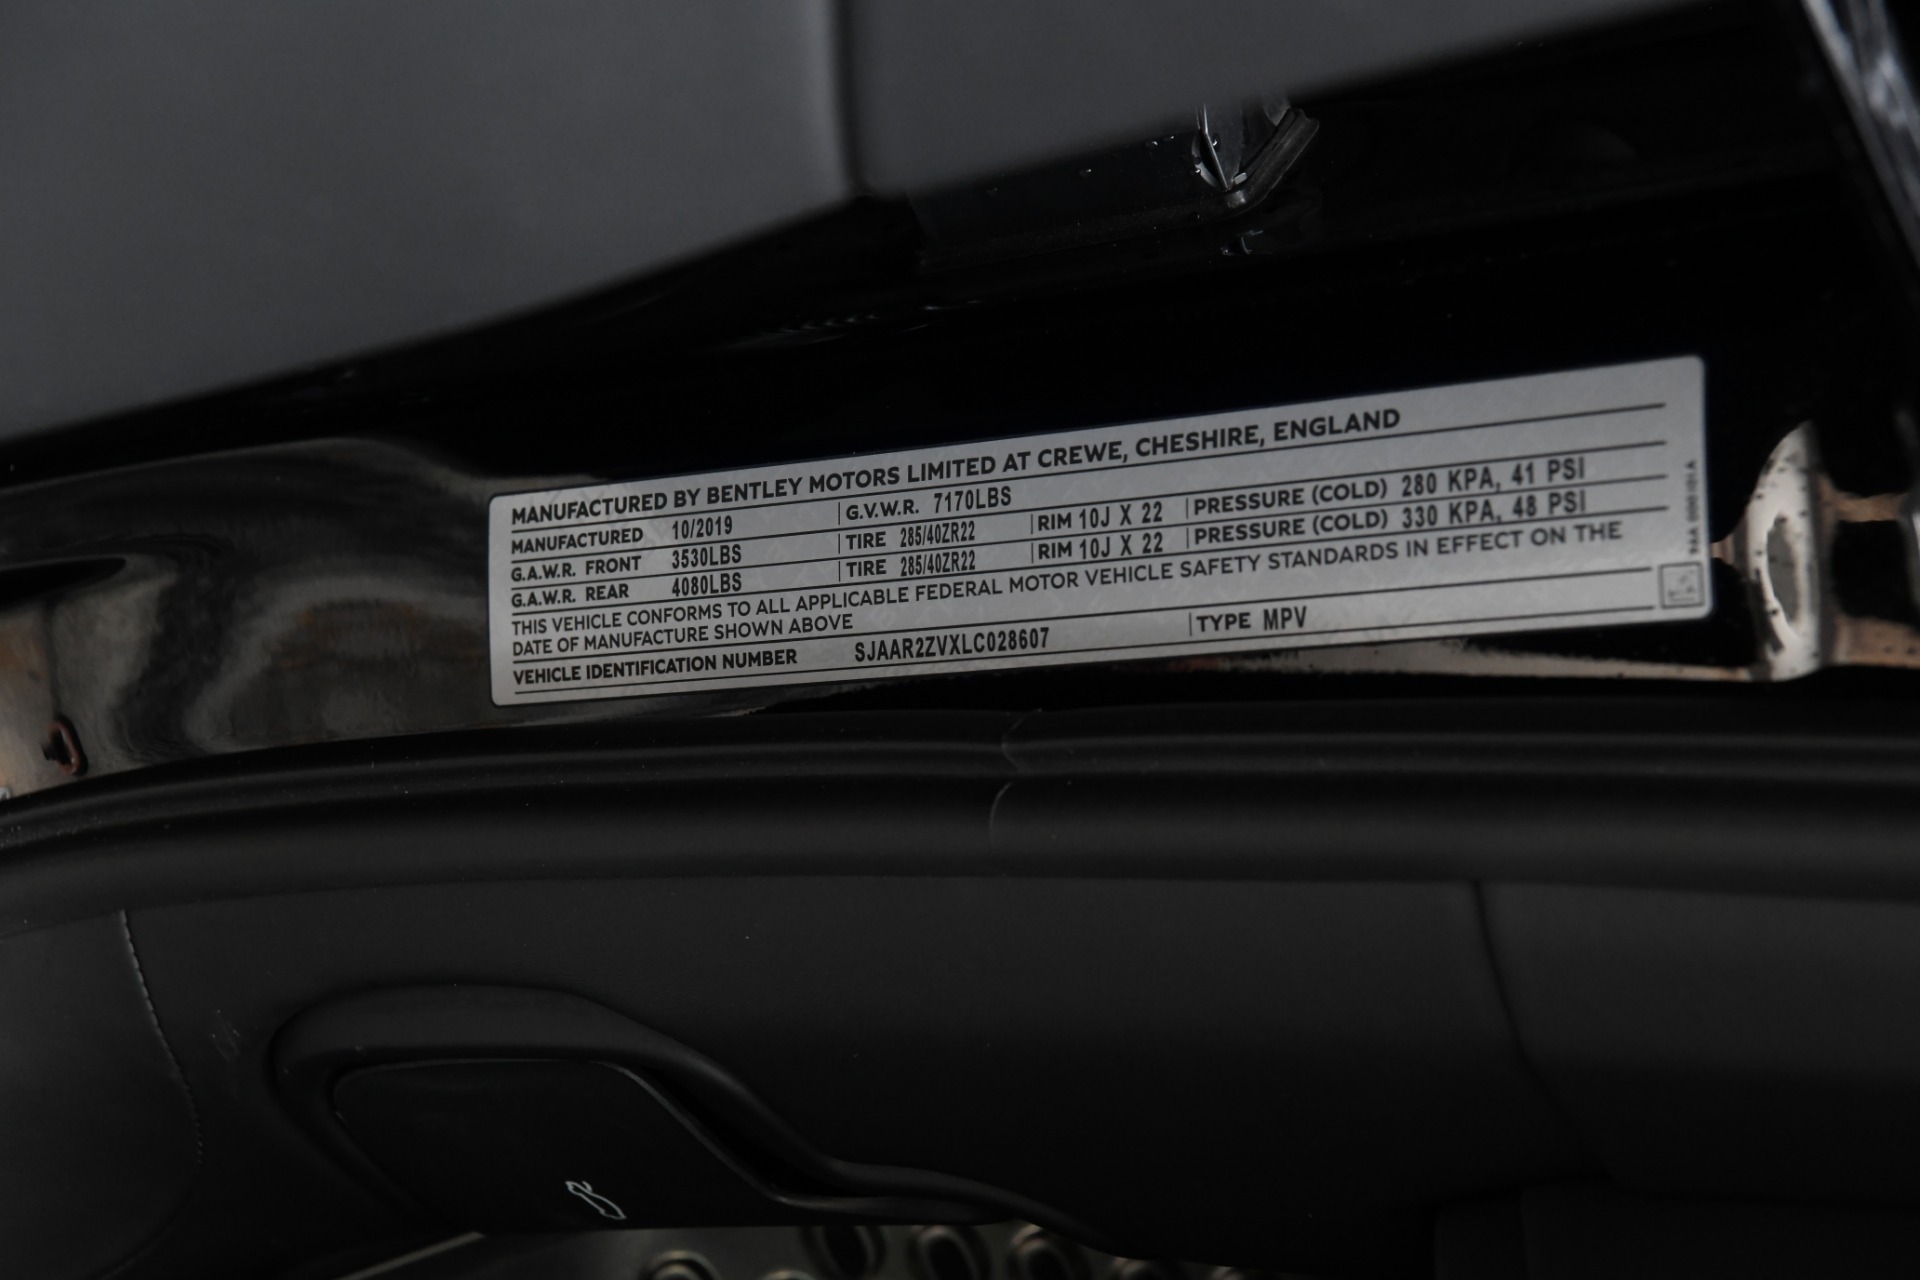 MANUFACTURED BY BENTLEY MOTORS LIMITED AT CREWE, CHESHIRE, ENGLAND
MANUFACTURED 10/2019 G.V.W.R. 7170LBS
G.A.W.R. FRONT 3530LBS TIRE 285/40ZR22 RIM 10J X 22 PRESSURE (COLD) 280 KPA, 41 PSI
G.A.W.R. REAR 4080LBS TIRE 285/40ZR22 RIM 10J X 22 PRESSURE (COLD) 330 KPA, 48 PSI
THIS VEHICLE CONFORMS TO ALL APPLICABLE FEDERAL MOTOR VEHICLE SAFETY STANDARDS IN EFFECT ON THE
DATE OF MANUFACTURE SHOWN ABOVE
VEHICLE IDENTIFICATION NUMBER SJAAR2ZVXLC028607 TYPE MPV